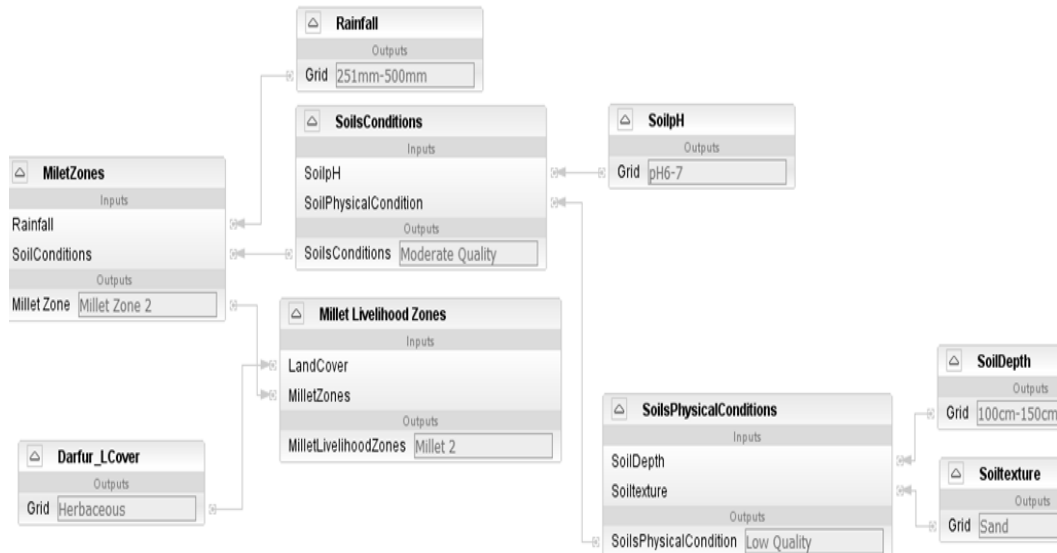 Rainfall
Outputs
Grid 251mm-500mm
SoilsConditions
Inputs
SoilpH
SoilPhysicalCondition
Outputs
SoilsConditions Moderate Quality
SoilpH
Outputs
Grid pH6-7
MiletZones
Inputs
Rainfall
SoilConditions
Outputs
Millet Zone Millet Zone 2
Millet Livelihood Zones
Inputs
LandCover
MilletZones
Outputs
MilletLivelihoodZones Millet 2
Darfur_LCover
Outputs
Grid Herbaceous
SoilsPhysicalConditions
Inputs
SoilDepth
Soiltexture
Outputs
SoilsPhysicalCondition Low Quality
SoilDepth
Outputs
Grid 100cm-150cm
Soiltexture
Outputs
Grid Sand